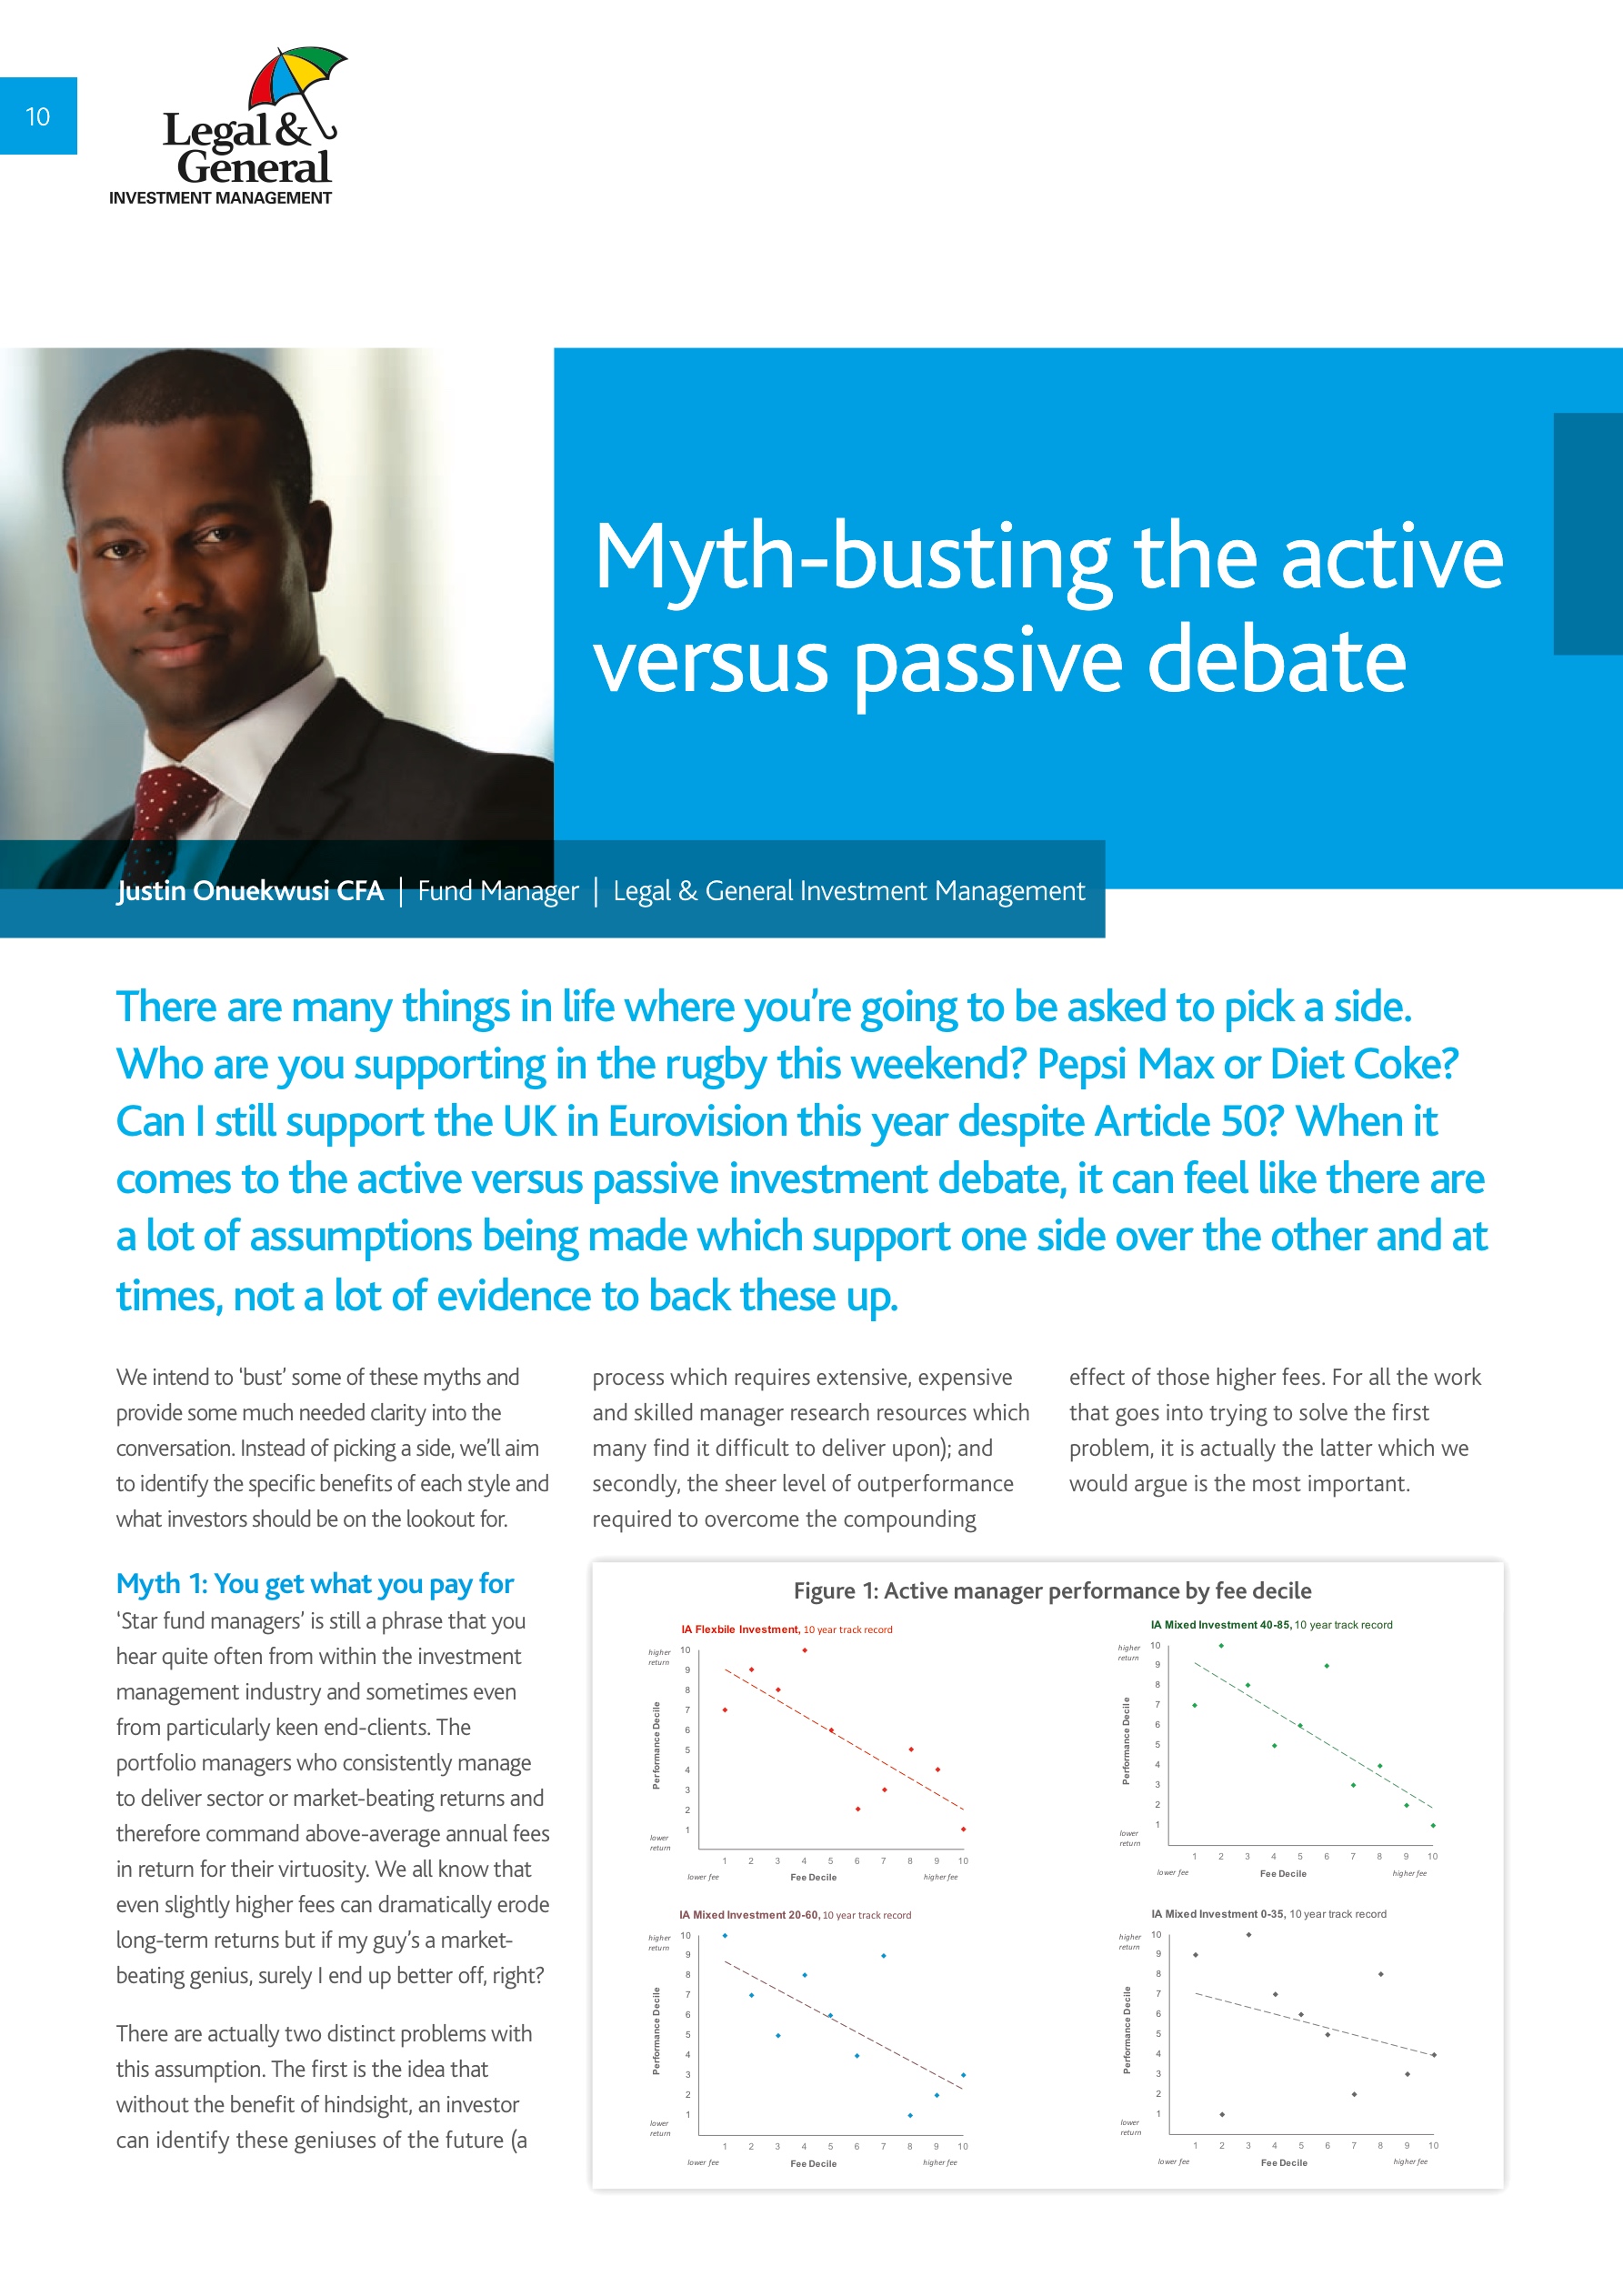 10
Legal &
General
INVESTMENT MANAGEMENT
Myth-busting the active
versus passive debate
Justin Onuekwusi CFA | Fund Manager | Legal & General Investment Management
There are many things in life where you’re going to be asked to pick a side.
Who are you supporting in the rugby this weekend? Pepsi Max or Diet Coke?
Can I still support the UK in Eurovision this year despite Article 50? When it
comes to the active versus passive investment debate, it can feel like there are
a lot of assumptions being made which support one side over the other and at
times, not a lot of evidence to back these up.
We intend to ‘bust’ some of these myths and
provide some much needed clarity into the
conversation. Instead of picking a side, we’ll aim
to identify the specific benefits of each style and
what investors should be on the lookout for.
Myth 1: You get what you pay for
‘Star fund managers’ is still a phrase that you
hear quite often from within the investment
management industry and sometimes even
from particularly keen end-clients. The
portfolio managers who consistently manage
to deliver sector or market-beating returns and
therefore command above-average annual fees
in return for their virtuosity. We all know that
even slightly higher fees can dramatically erode
long-term returns but if my guy’s a market-
beating genius, surely I end up better off, right?
There are actually two distinct problems with
this assumption. The first is the idea that
without the benefit of hindsight, an investor
can identify these geniuses of the future (a
process which requires extensive, expensive
and skilled manager research resources which
many find it difficult to deliver upon); and
secondly, the sheer level of outperformance
required to overcome the compounding
effect of those higher fees. For all the work
that goes into trying to solve the first
problem, it is actually the latter which we
would argue is the most important.
Figure 1: Active manager performance by fee decile
IA Flexbile Investment, 10 year track record
higher
return
10
9
8
7
6
5
4
3
2
1
lower
return
Performance Decile
1 2 3 4 5 6 7 8 9 10
lower fee Fee Decile higher fee
IA Mixed Investment 40-85, 10 year track record
higher
return
10
9
8
7
6
5
4
3
2
1
lower
return
Performance Decile
1 2 3 4 5 6 7 8 9 10
lower fee Fee Decile higher fee
IA Mixed Investment 20-60, 10 year track record
higher
return
10
9
8
7
6
5
4
3
2
1
lower
return
Performance Decile
1 2 3 4 5 6 7 8 9 10
lower fee Fee Decile higher fee
IA Mixed Investment 0-35, 10 year track record
higher
return
10
9
8
7
6
5
4
3
2
1
lower
return
Performance Decile
1 2 3 4 5 6 7 8 9 10
lower fee Fee Decile higher fee